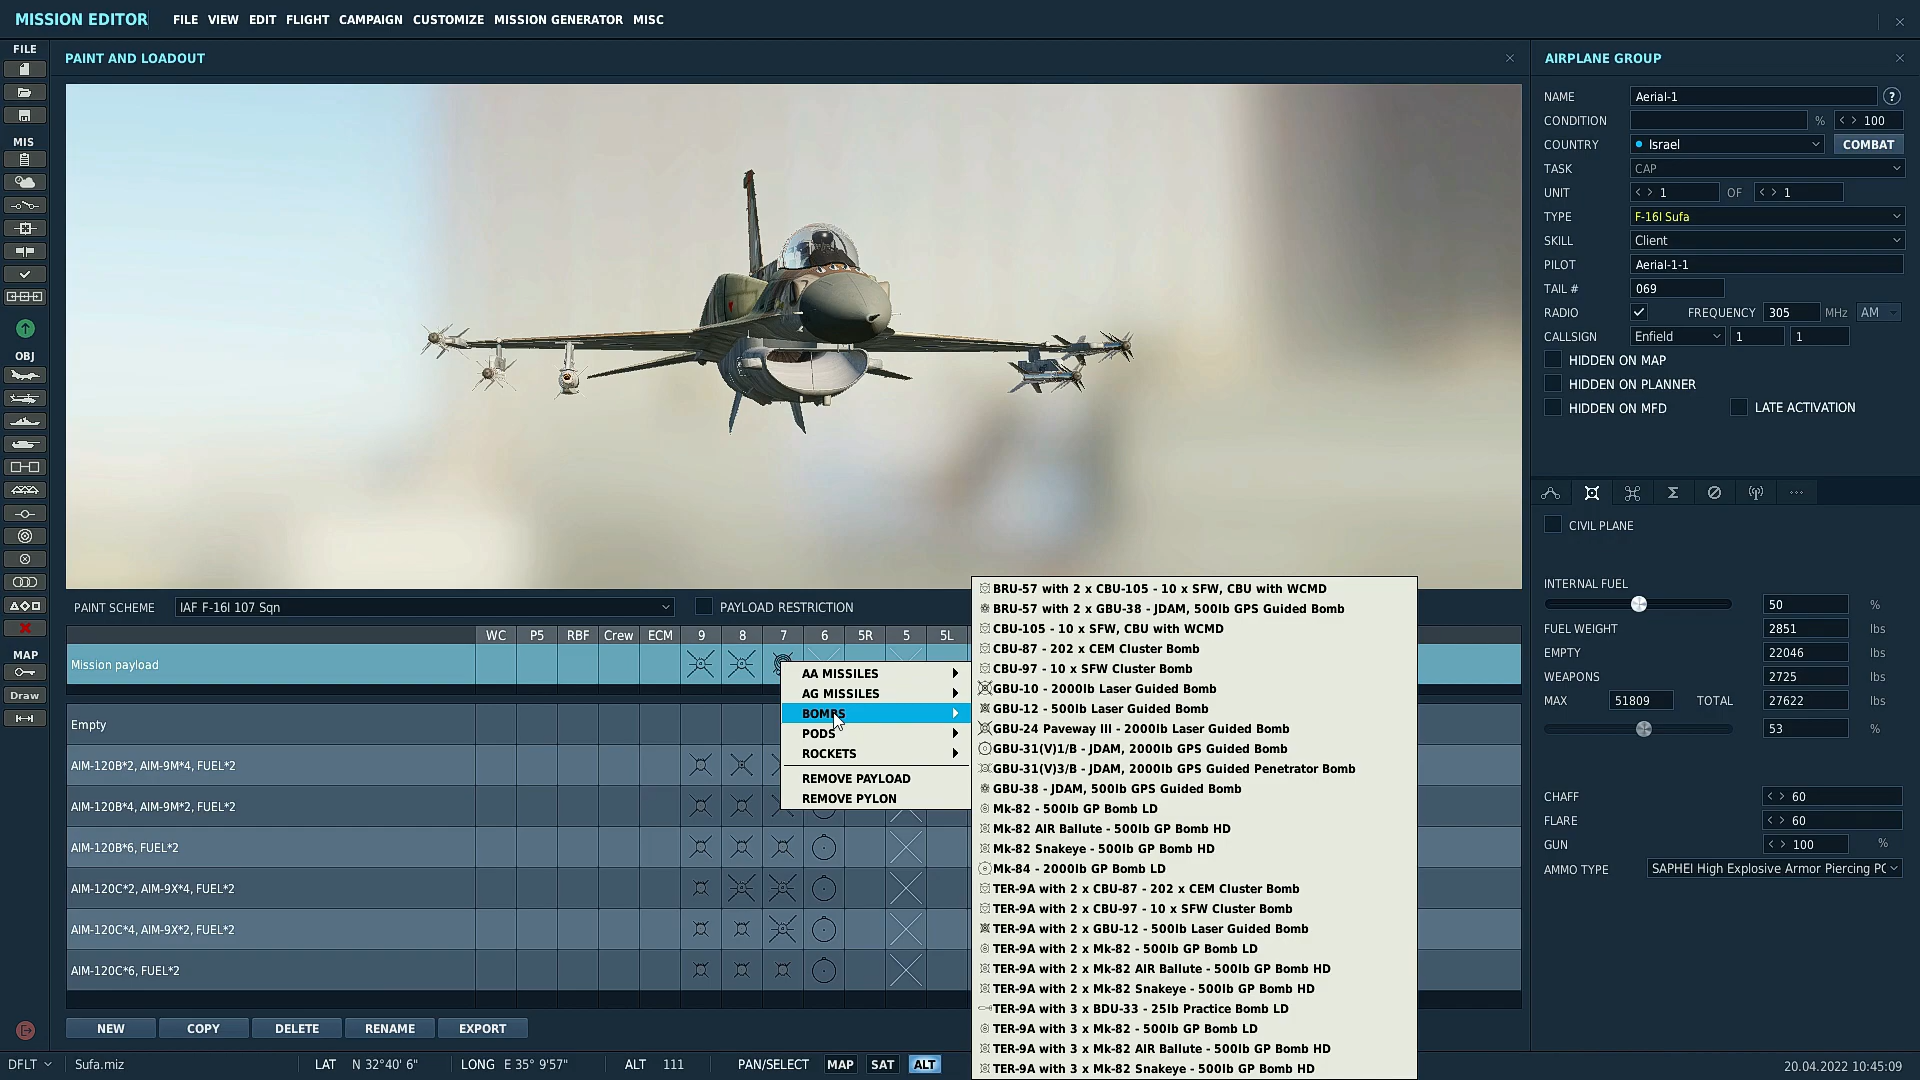 MISSION EDITOR FILE VIEW EDIT FLIGHT CAMPAIGN CUSTOMIZE MISSION GENERATOR MISC
FILE
MIS
OBJ
MAP
Draw
PAINT AND LOADOUT
PAINT SCHEME IAF F-16I 107 Sqn PAYLOAD RESTRICTION
WC P5 RBF Crew ECM 9 8 7 6 5R 5 5L
Mission payload
Empty
AIM-120B*2, AIM-9M*4, FUEL*2
AIM-120B*4, AIM-9M*2, FUEL*2
AIM-120B*6, FUEL*2
AIM-120C*2, AIM-9X*4, FUEL*2
AIM-120C*4, AIM-9X*2, FUEL*2
AIM-120C*6, FUEL*2
AA MISSILES
AG MISSILES
BOMBS
PODS
ROCKETS
REMOVE PAYLOAD
REMOVE PYLON
BRU-57 with 2 x CBU-105 - 10 x SFW, CBU with WCMD
BRU-57 with 2 x GBU-38 - JDAM, 500lb GPS Guided Bomb
CBU-105 - 10 x SFW, CBU with WCMD
CBU-87 - 202 x CEM Cluster Bomb
CBU-97 - 10 x SFW Cluster Bomb
GBU-10 - 2000lb Laser Guided Bomb
GBU-12 - 500lb Laser Guided Bomb
GBU-24 Paveway III - 2000lb Laser Guided Bomb
GBU-31(V)1/B - JDAM, 2000lb GPS Guided Bomb
GBU-31(V)3/B - JDAM, 2000lb GPS Guided Penetrator Bomb
GBU-38 - JDAM, 500lb GPS Guided Bomb
Mk-82 - 500lb GP Bomb LD
Mk-82 AIR Ballute - 500lb GP Bomb HD
Mk-82 Snakeye - 500lb GP Bomb HD
Mk-84 - 2000lb GP Bomb LD
TER-9A with 2 x CBU-87 - 202 x CEM Cluster Bomb
TER-9A with 2 x CBU-97 - 10 x SFW Cluster Bomb
TER-9A with 2 x GBU-12 - 500lb Laser Guided Bomb
TER-9A with 2 x Mk-82 - 500lb GP Bomb LD
TER-9A with 2 x Mk-82 AIR Ballute - 500lb GP Bomb HD
TER-9A with 2 x Mk-82 Snakeye - 500lb GP Bomb HD
TER-9A with 3 x BDU-33 - 25lb Practice Bomb LD
TER-9A with 3 x Mk-82 - 500lb GP Bomb LD
TER-9A with 3 x Mk-82 AIR Ballute - 500lb GP Bomb HD
TER-9A with 3 x Mk-82 Snakeye - 500lb GP Bomb HD
NEW COPY DELETE RENAME EXPORT
AIRPLANE GROUP
NAME Aerial-1 ?
CONDITION % < > 100
COUNTRY Israel COMBAT
TASK CAP
UNIT < > 1 OF < > 1
TYPE F-16I Sufa
SKILL Client
PILOT Aerial-1-1
TAIL # 069
RADIO FREQUENCY 305 MHz AM
CALLSIGN Enfield 1 1
HIDDEN ON MAP
HIDDEN ON PLANNER
HIDDEN ON MFD LATE ACTIVATION
CIVIL PLANE
INTERNAL FUEL
50 %
FUEL WEIGHT 2851 lbs
EMPTY 22046 lbs
WEAPONS 2725 lbs
MAX 51809 TOTAL 27622 lbs
53 %
CHAFF < > 60
FLARE < > 60
GUN < > 100 %
AMMO TYPE SAPHEI High Explosive Armor Piercing PG
DFLT Sufa.miz LAT N 32°40' 6" LONG E 35° 9'57" ALT 111 PAN/SELECT MAP SAT ALT 20.04.2022 10:45:09